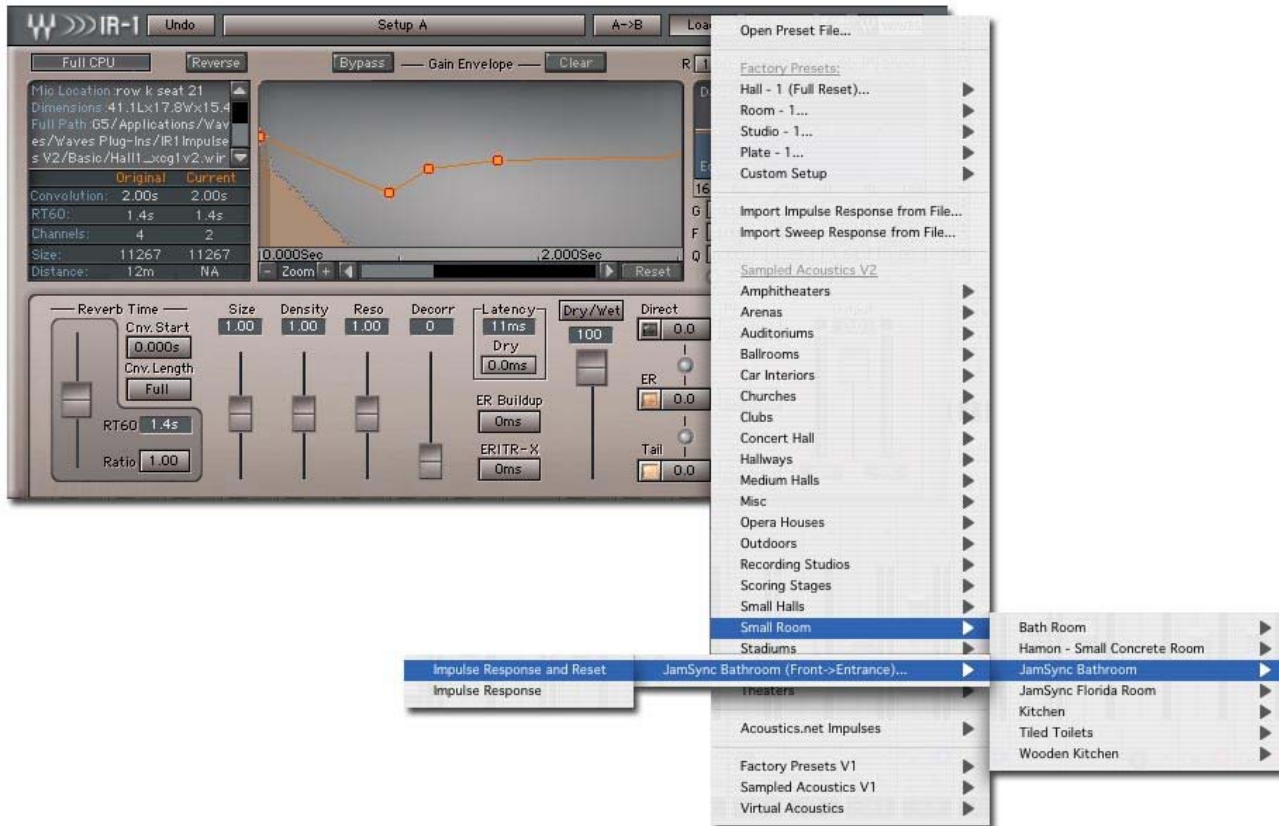 IR-1 Undo Setup A A->B Loa
Full CPU Reverse Bypass Gain Envelope Clear R 1
Mic Location :row k seat 21
Dimensions :41.1Lx17.8Wx15.4
Full Path :G5/Applications/Wav
es/Waves Plug-Ins/IR1Impulse
s V2/Basic/Hall1_xcg1v2.wir
Original Current
Convolution: 2.00s 2.00s
RT60: 1.4s 1.4s
Channels: 4 2
Size: 11267 11267
Distance: 12m NA
0.000Sec 2.000Sec
- Zoom + Reset
16
G
F
Q
Reverb Time
Cnv. Start
0.000s
Cnv. Length
Full
RT60 1.4s
Ratio 1.00
Size Density Reso Decorr
1.00 1.00 1.00 0
Latency
11ms
Dry
0.0ms
ER Buildup
0ms
ERITR-X
0ms
Dry/Wet
100
Direct
0.0
ER
0.0
Tail
0.0
Open Preset File...
Factory Presets:
Hall - 1 (Full Reset)...
Room - 1...
Studio - 1...
Plate - 1...
Custom Setup
Import Impulse Response from File...
Import Sweep Response from File...
Sampled Acoustics V2
Amphitheaters
Arenas
Auditoriums
Ballrooms
Car Interiors
Churches
Clubs
Concert Hall
Hallways
Medium Halls
Misc
Opera Houses
Outdoors
Recording Studios
Scoring Stages
Small Halls
Small Room
Stadiums
Theaters
Acoustics.net Impulses
Factory Presets V1
Sampled Acoustics V1
Virtual Acoustics
Bath Room
Hamon - Small Concrete Room
JamSync Bathroom
JamSync Florida Room
Kitchen
Tiled Toilets
Wooden Kitchen
JamSync Bathroom (Front->Entrance)...
Impulse Response and Reset
Impulse Response